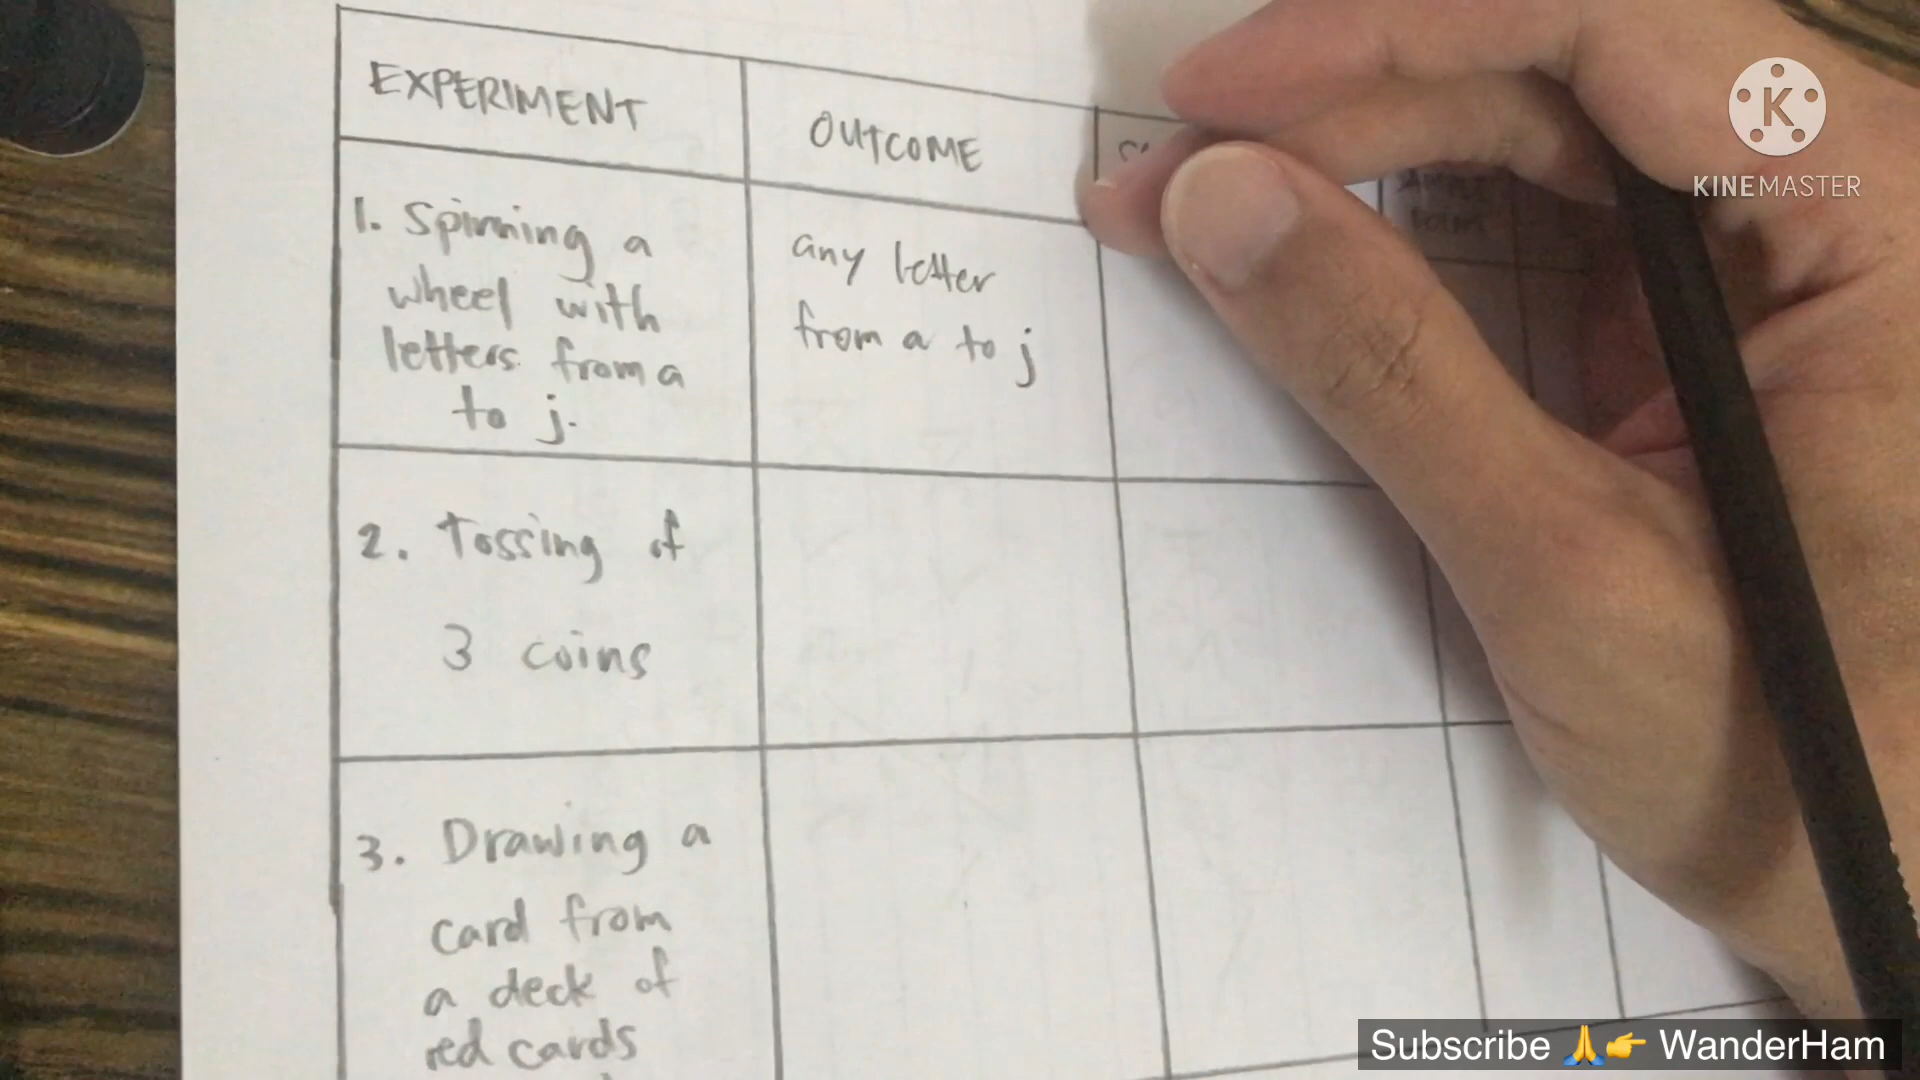 EXPERIMENT
OUTCOME
1. Spinning a
wheel with
letters from a
to j.
any letter
from a to j
2. Tossing of
3 coins
3. Drawing a
card from
a deck of
red cards
KINEMASTER
Subscribe 🙏👉 WanderHam